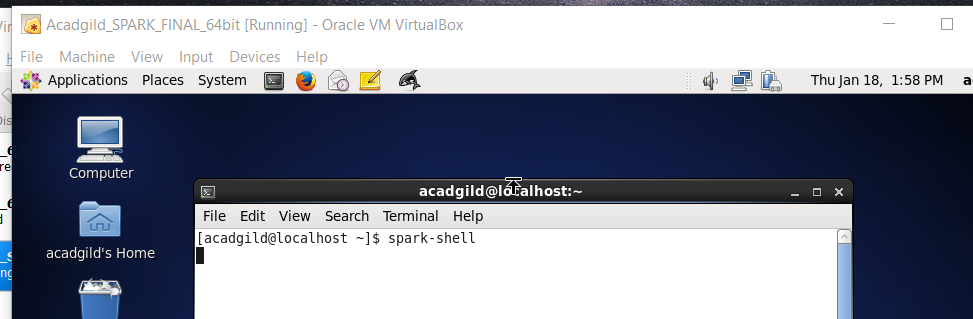 Acadgild_SPARK_FINAL_64bit [Running] - Oracle VM VirtualBox
File Machine View Input Devices Help
Applications Places System Thu Jan 18, 1:58 PM
Computer
acadgild@localhost:~
File Edit View Search Terminal Help
acadgild's Home
[acadgild@localhost ~]$ spark-shell